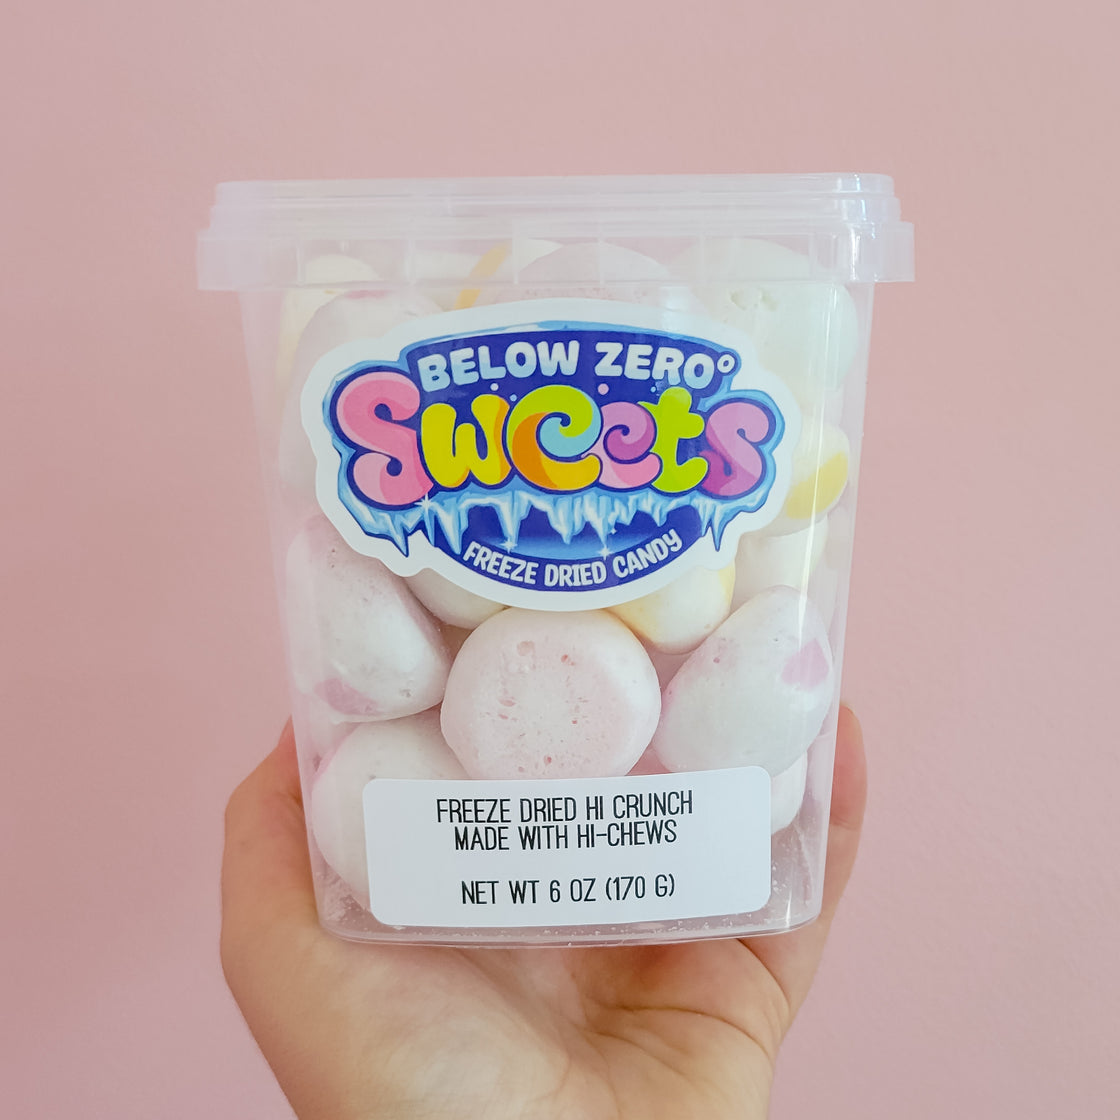 BELOW ZERO°
Sweets
FREEZE DRIED CANDY
FREEZE DRIED HI CRUNCH
MADE WITH HI-CHEWS
NET WT 6 OZ (170 G)